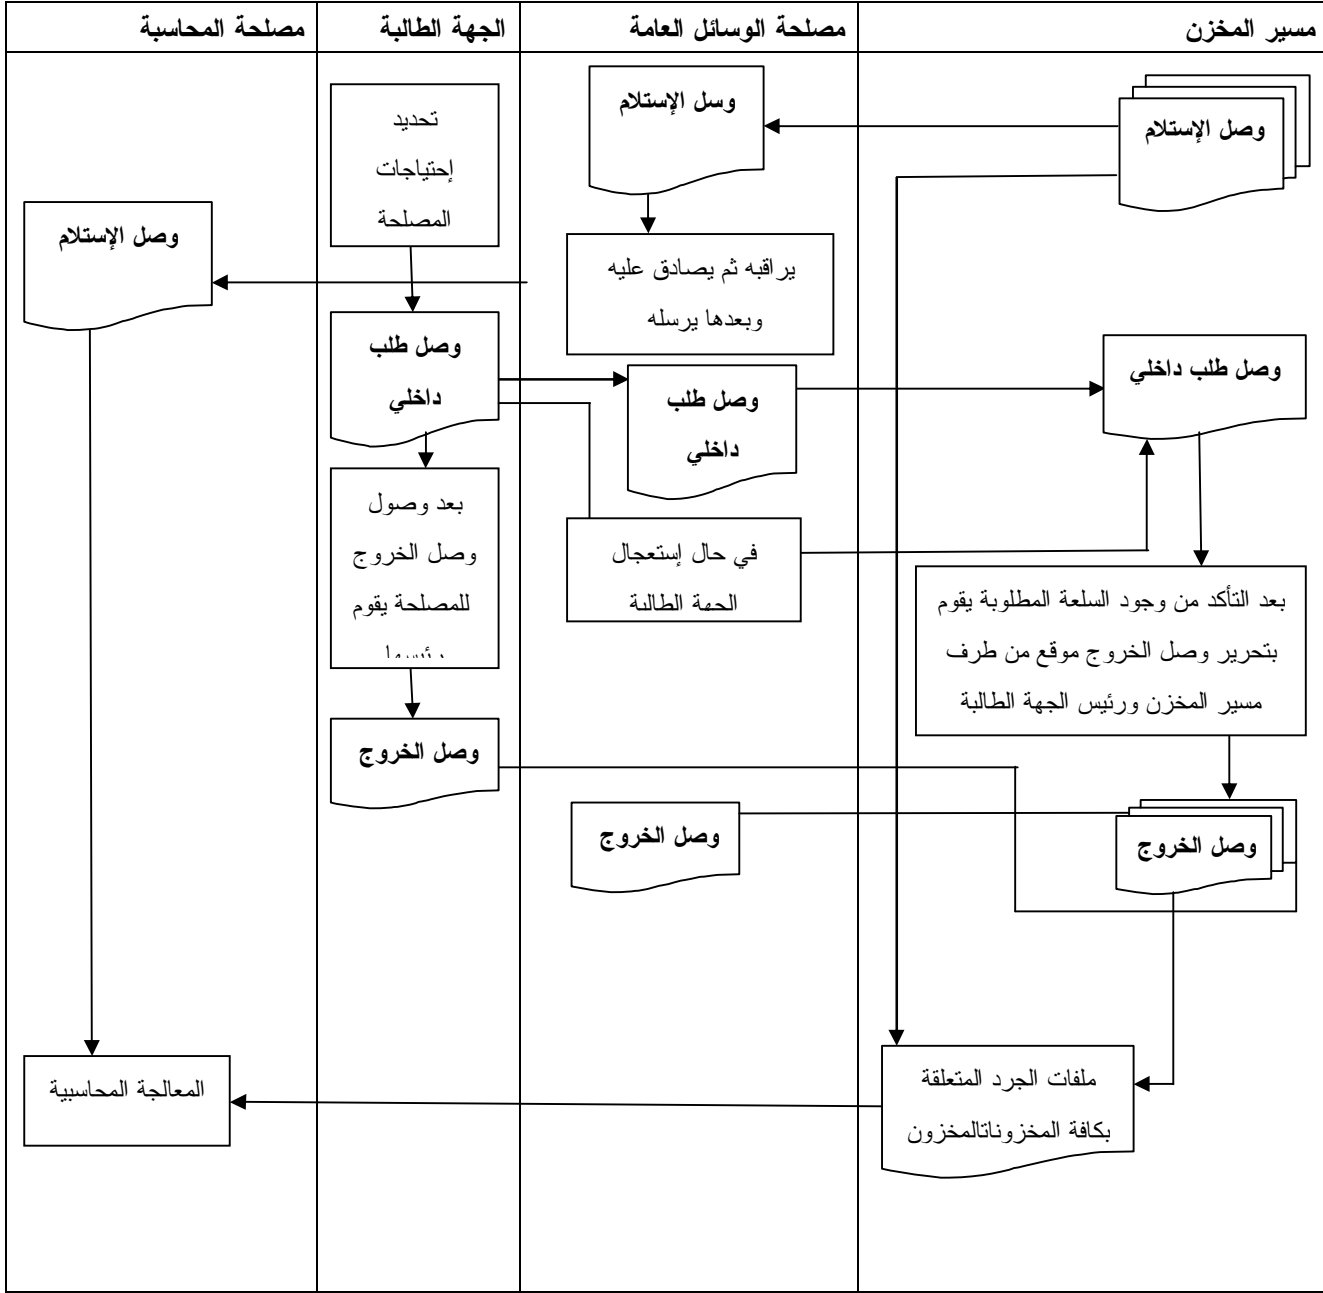 مسير المخزن
مصلحة الوسائل العامة
الجهة الطالبة
مصلحة المحاسبة
وصل الإستلام
وصل طلب داخلي
بعد التأكد من وجود السلعة المطلوبة يقوم
بتحرير وصل الخروج موقع من طرف
مسير المخزن ورئيس الجهة الطالبة
وصل الخروج
ملفات الجرد المتعلقة
بكافة المخزوناتالمخزون
وسل الإستلام
يراقبه ثم يصادق عليه
وبعدها يرسله
وصل طلب
داخلي
في حال إستعجال
الجهة الطالبة
وصل الخروج
تحديد
إحتياجات
المصلحة
وصل طلب
داخلي
بعد وصول
وصل الخروج
للمصلحة يقوم
رئيسها
وصل الخروج
وصل الإستلام
المعالجة المحاسبية